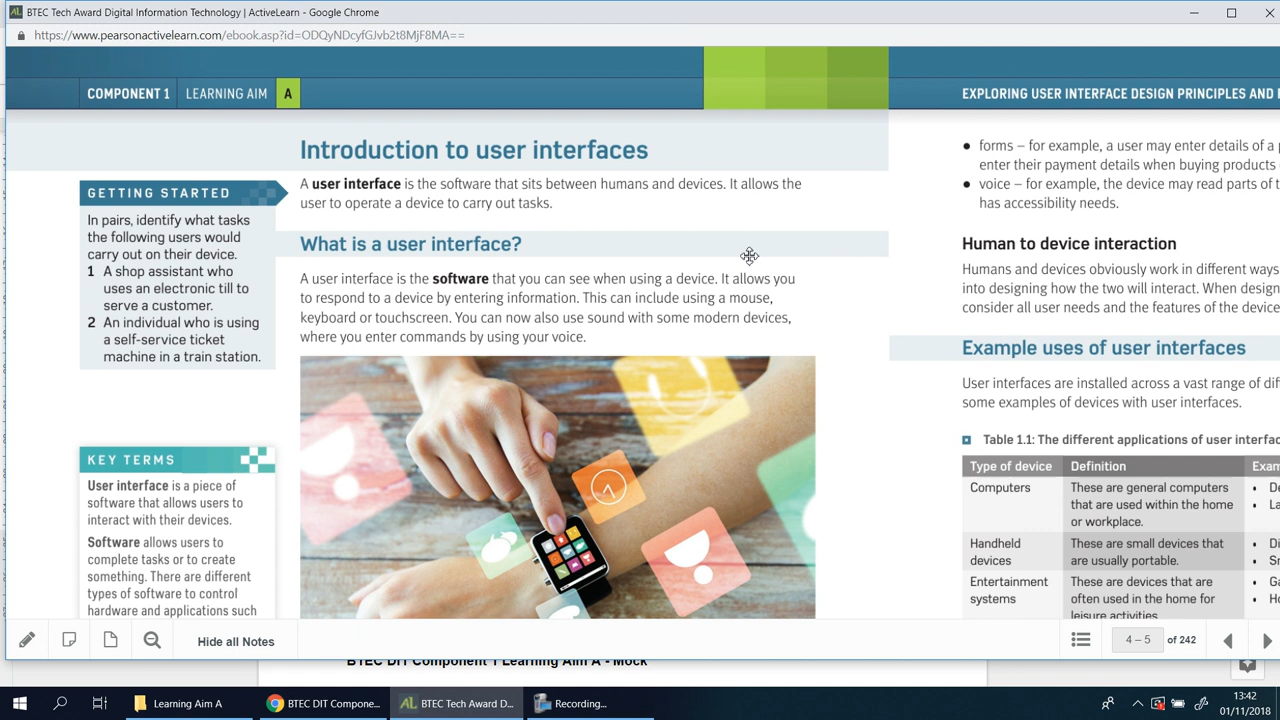 BTEC Tech Award Digital Information Technology | ActiveLearn - Google Chrome
https://www.pearsonactivelearn.com/ebook.asp?id=ODQyNDcyfGJvb2t8MjF8MA==
COMPONENT 1 LEARNING AIM A
Introduction to user interfaces
A user interface is the software that sits between humans and devices. It allows the
user to operate a device to carry out tasks.
GETTING STARTED
In pairs, identify what tasks
the following users would
carry out on their device.
1 A shop assistant who
uses an electronic till to
serve a customer.
2 An individual who is using
a self-service ticket
machine in a train station.
What is a user interface?
A user interface is the software that you can see when using a device. It allows you
to respond to a device by entering information. This can include using a mouse,
keyboard or touchscreen. You can now also use sound with some modern devices,
where you enter commands by using your voice.
KEY TERMS
User interface is a piece of
software that allows users to
interact with their devices.
Software allows users to
complete tasks or to create
something. There are different
types of software to control
hardware and applications such
EXPLORING USER INTERFACE DESIGN PRINCIPLES AND
● forms – for example, a user may enter details of a
enter their payment details when buying products
● voice – for example, the device may read parts of
has accessibility needs.
Human to device interaction
Humans and devices obviously work in different ways
into designing how the two will interact. When design
consider all user needs and the features of the device
Example uses of user interfaces
User interfaces are installed across a vast range of dif
some examples of devices with user interfaces.
Table 1.1: The different applications of user interfac
Type of device Definition Exam
Computers These are general computers • De
that are used within the home • La
or workplace.
Handheld These are small devices that • Di
devices are usually portable. • Sm
Entertainment These are devices that are • Ga
systems often used in the home for • Ho
leisure activities.
Hide all Notes
4 – 5 of 242
BTEC DIT Component 1 Learning Aim A - Mock
Learning Aim A
BTEC DIT Compone...
BTEC Tech Award D...
Recording...
13:42
01/11/2018